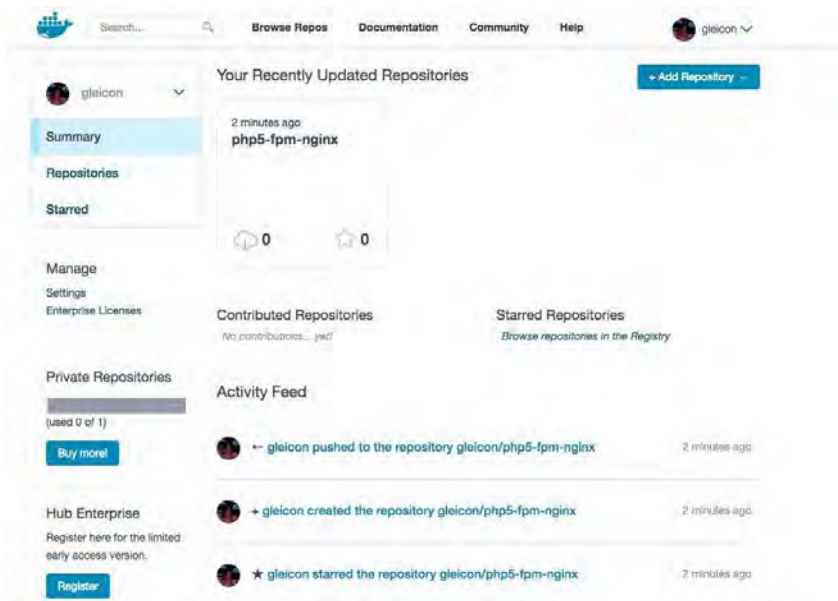 Search...
Browse Repos
Documentation
Community
Help
gleicon
gleicon
Summary
Repositories
Starred
Manage
Settings
Enterprise Licenses
Private Repositories
(used 0 of 1)
Buy more!
Hub Enterprise
Register here for the limited
early access version.
Register
Your Recently Updated Repositories
+ Add Repository
2 minutes ago
php5-fpm-nginx
0
0
Contributed Repositories
No contributions... yet!
Starred Repositories
Browse repositories in the Registry
Activity Feed
gleicon pushed to the repository gleicon/php5-fpm-nginx
2 minutes ago
+ gleicon created the repository gleicon/php5-fpm-nginx
2 minutes ago
★ gleicon starred the repository gleicon/php5-fpm-nginx
2 minutes ago